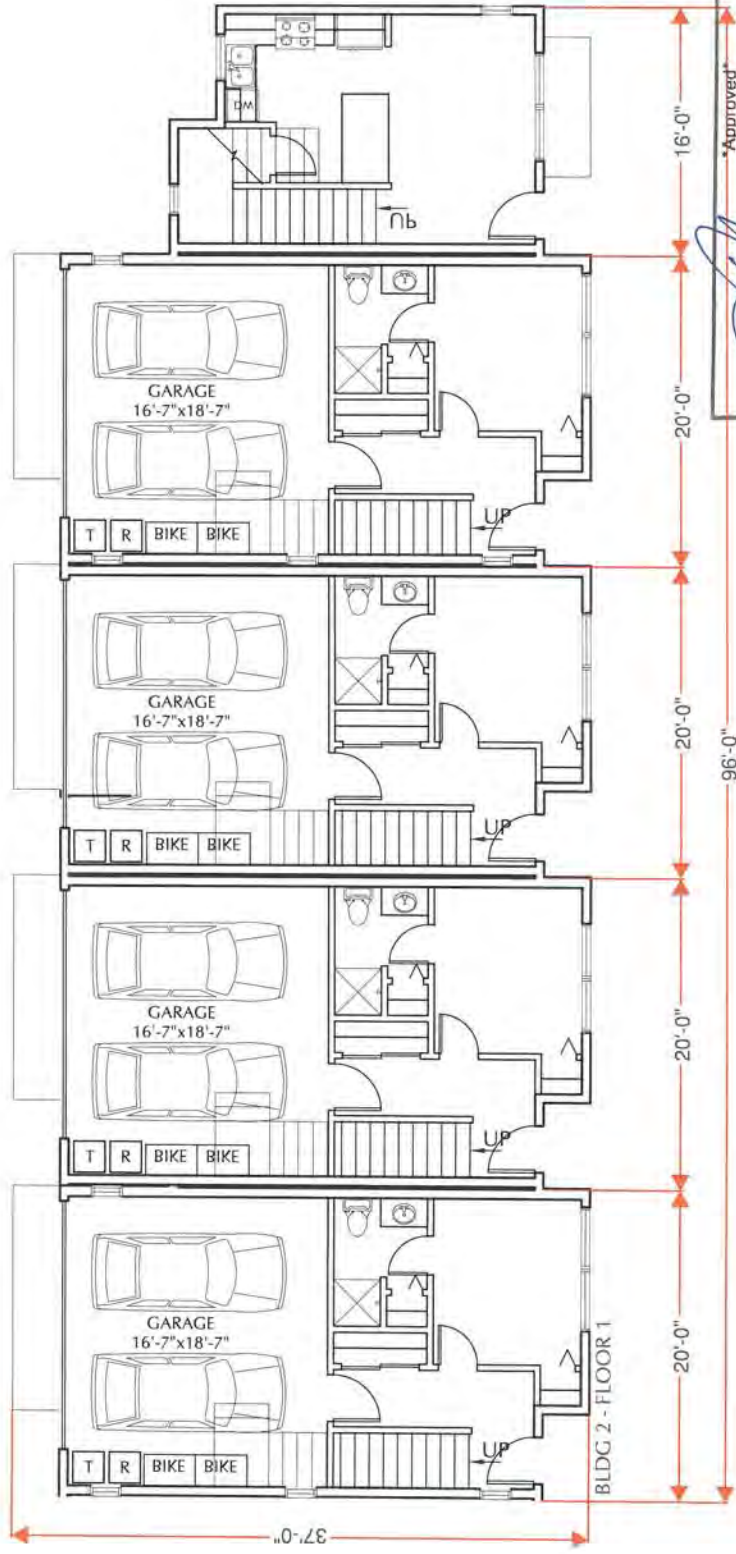 DW
UP
16'-0"
*Approved*
GARAGE
16'-7"x18'-7"
T R BIKE BIKE
UP
20'-0"
GARAGE
16'-7"x18'-7"
T R BIKE BIKE
UP
20'-0"
96'-0"
GARAGE
16'-7"x18'-7"
T R BIKE BIKE
UP
20'-0"
GARAGE
16'-7"x18'-7"
T R BIKE BIKE
UP
20'-0"
BLDG 2 - FLOOR 1
37'-0"